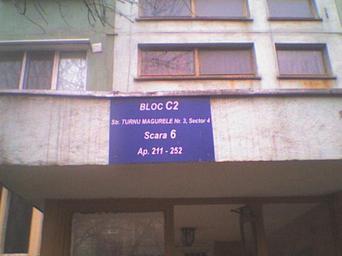 BLOC C2
Str. TURNU MAGURELE Nr. 3, Sector 4
Scara 6
Ap. 211 - 252